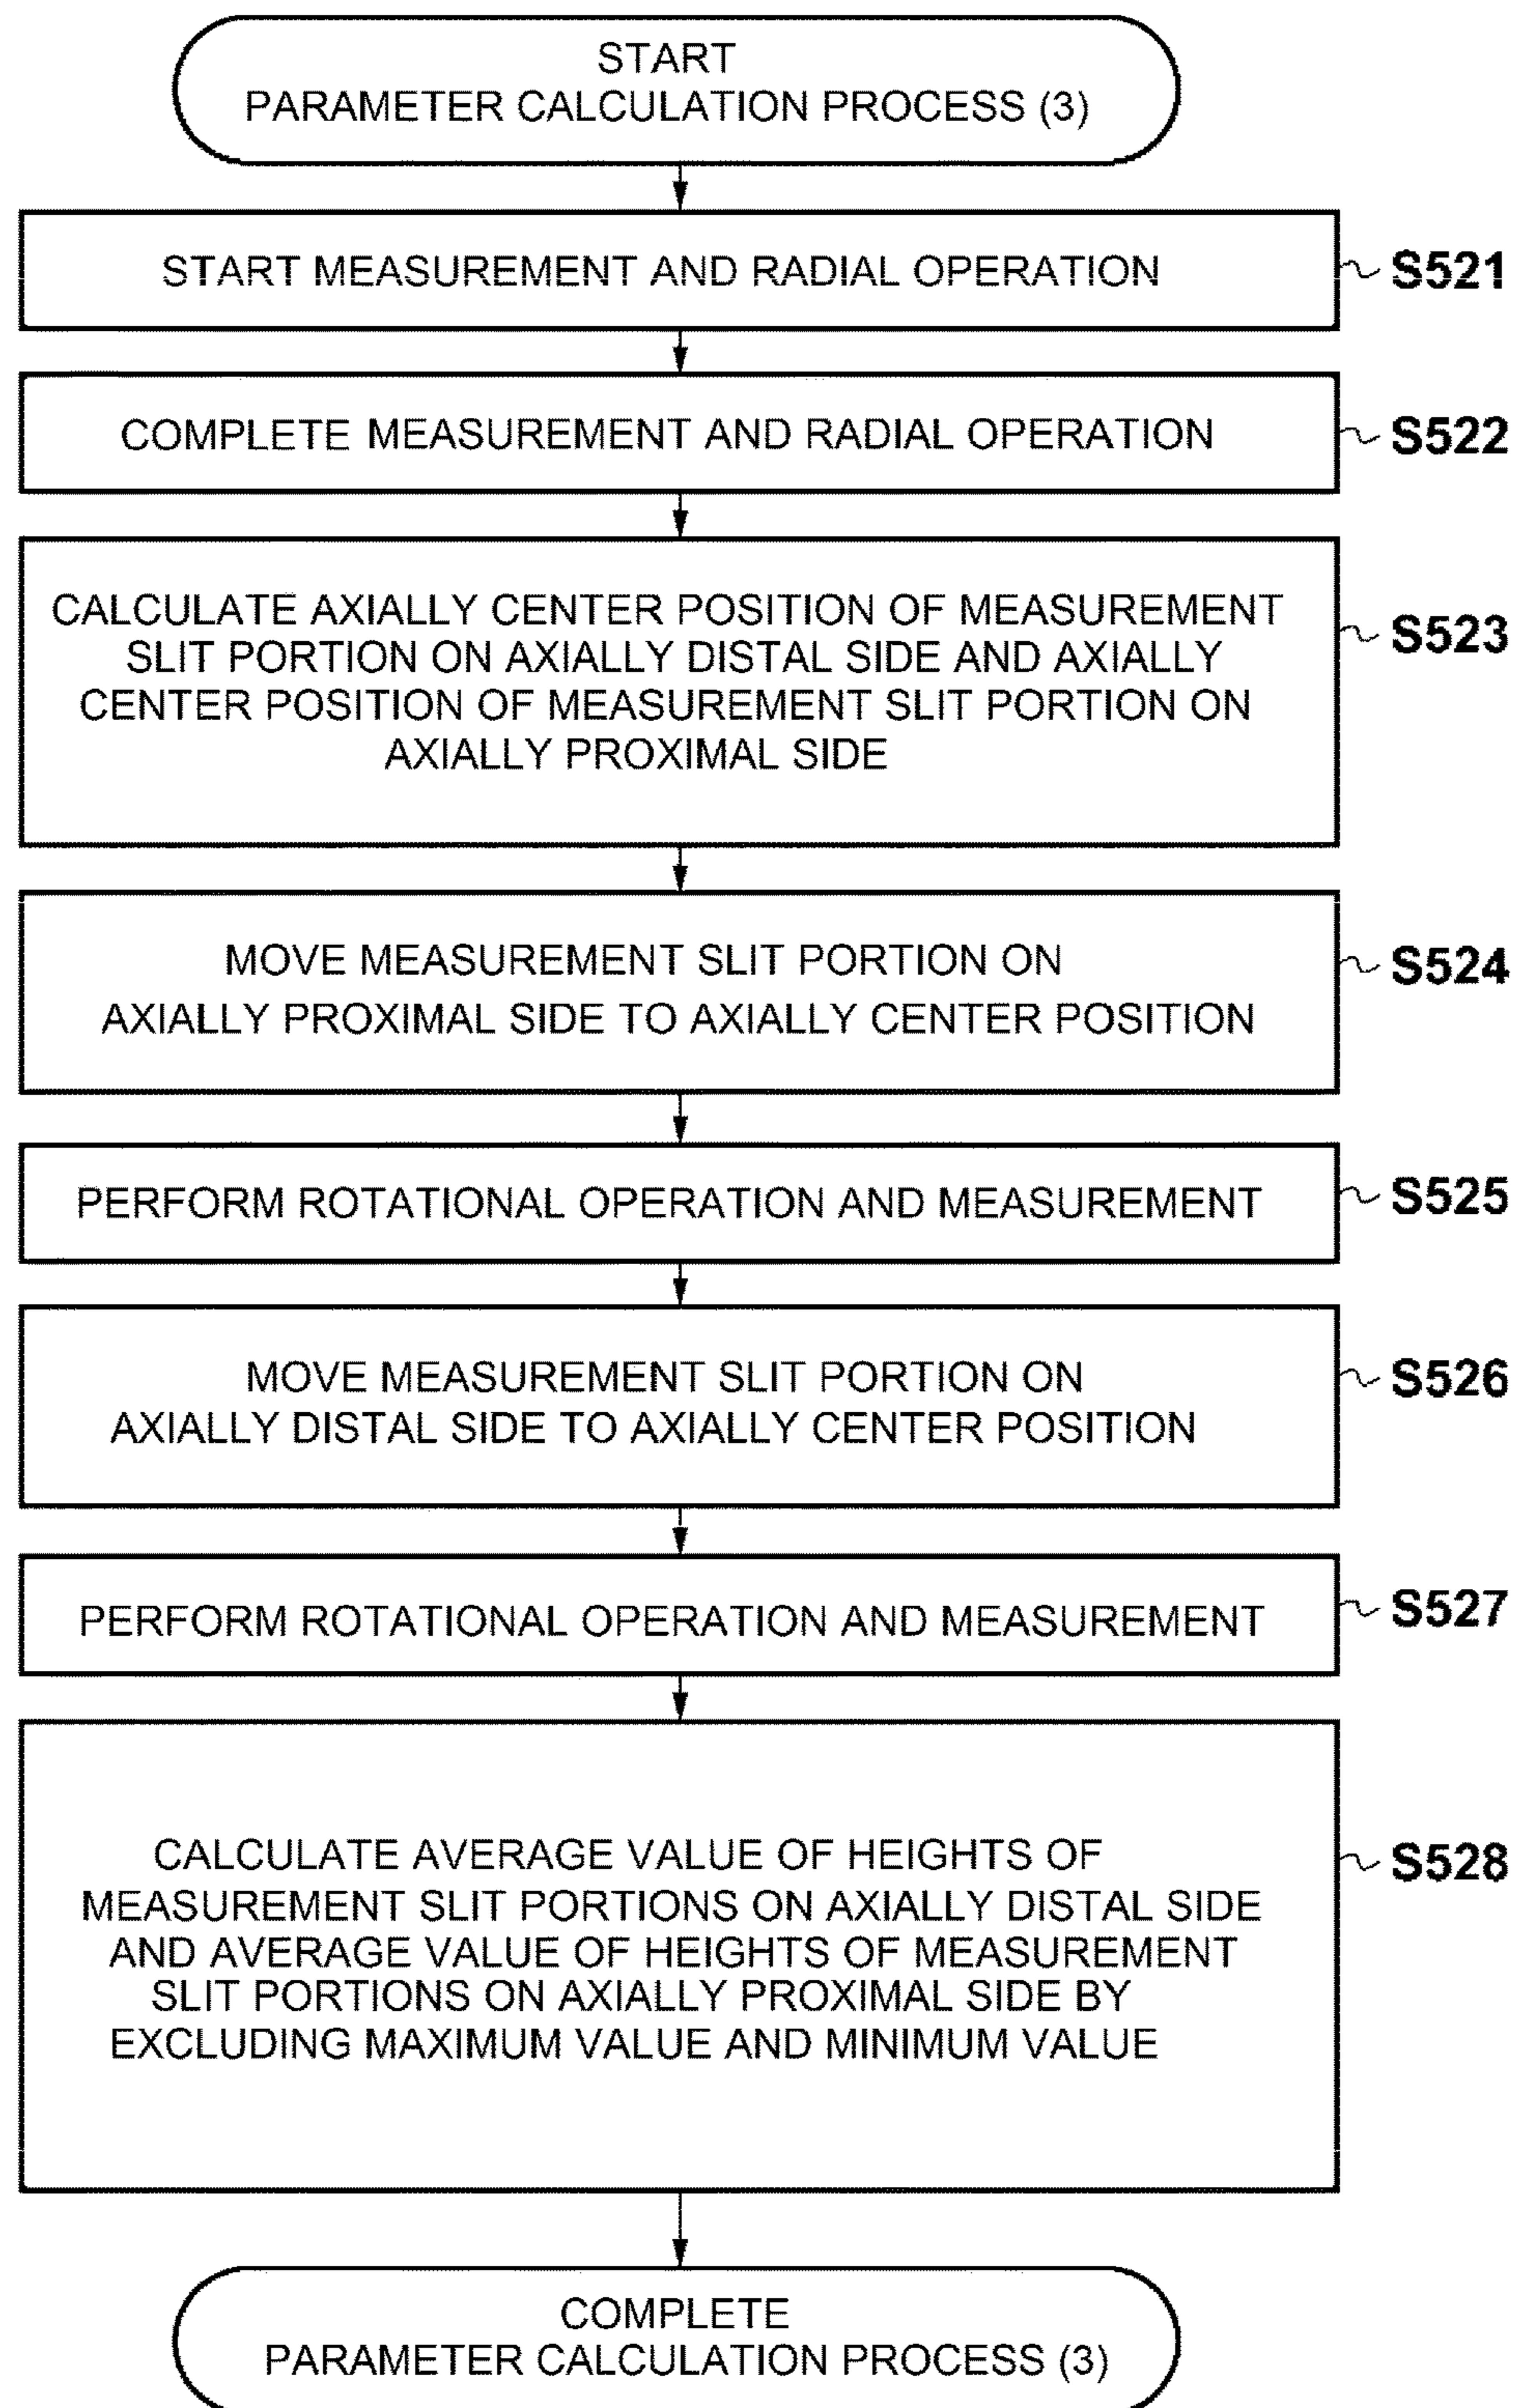 START
PARAMETER CALCULATION PROCESS (3)
START MEASUREMENT AND RADIAL OPERATION
S521
COMPLETE MEASUREMENT AND RADIAL OPERATION
S522
CALCULATE AXIALLY CENTER POSITION OF MEASUREMENT
SLIT PORTION ON AXIALLY DISTAL SIDE AND AXIALLY
CENTER POSITION OF MEASUREMENT SLIT PORTION ON
AXIALLY PROXIMAL SIDE
S523
MOVE MEASUREMENT SLIT PORTION ON
AXIALLY PROXIMAL SIDE TO AXIALLY CENTER POSITION
S524
PERFORM ROTATIONAL OPERATION AND MEASUREMENT
S525
MOVE MEASUREMENT SLIT PORTION ON
AXIALLY DISTAL SIDE TO AXIALLY CENTER POSITION
S526
PERFORM ROTATIONAL OPERATION AND MEASUREMENT
S527
CALCULATE AVERAGE VALUE OF HEIGHTS OF
MEASUREMENT SLIT PORTIONS ON AXIALLY DISTAL SIDE
AND AVERAGE VALUE OF HEIGHTS OF MEASUREMENT
SLIT PORTIONS ON AXIALLY PROXIMAL SIDE BY
EXCLUDING MAXIMUM VALUE AND MINIMUM VALUE
S528
COMPLETE
PARAMETER CALCULATION PROCESS (3)